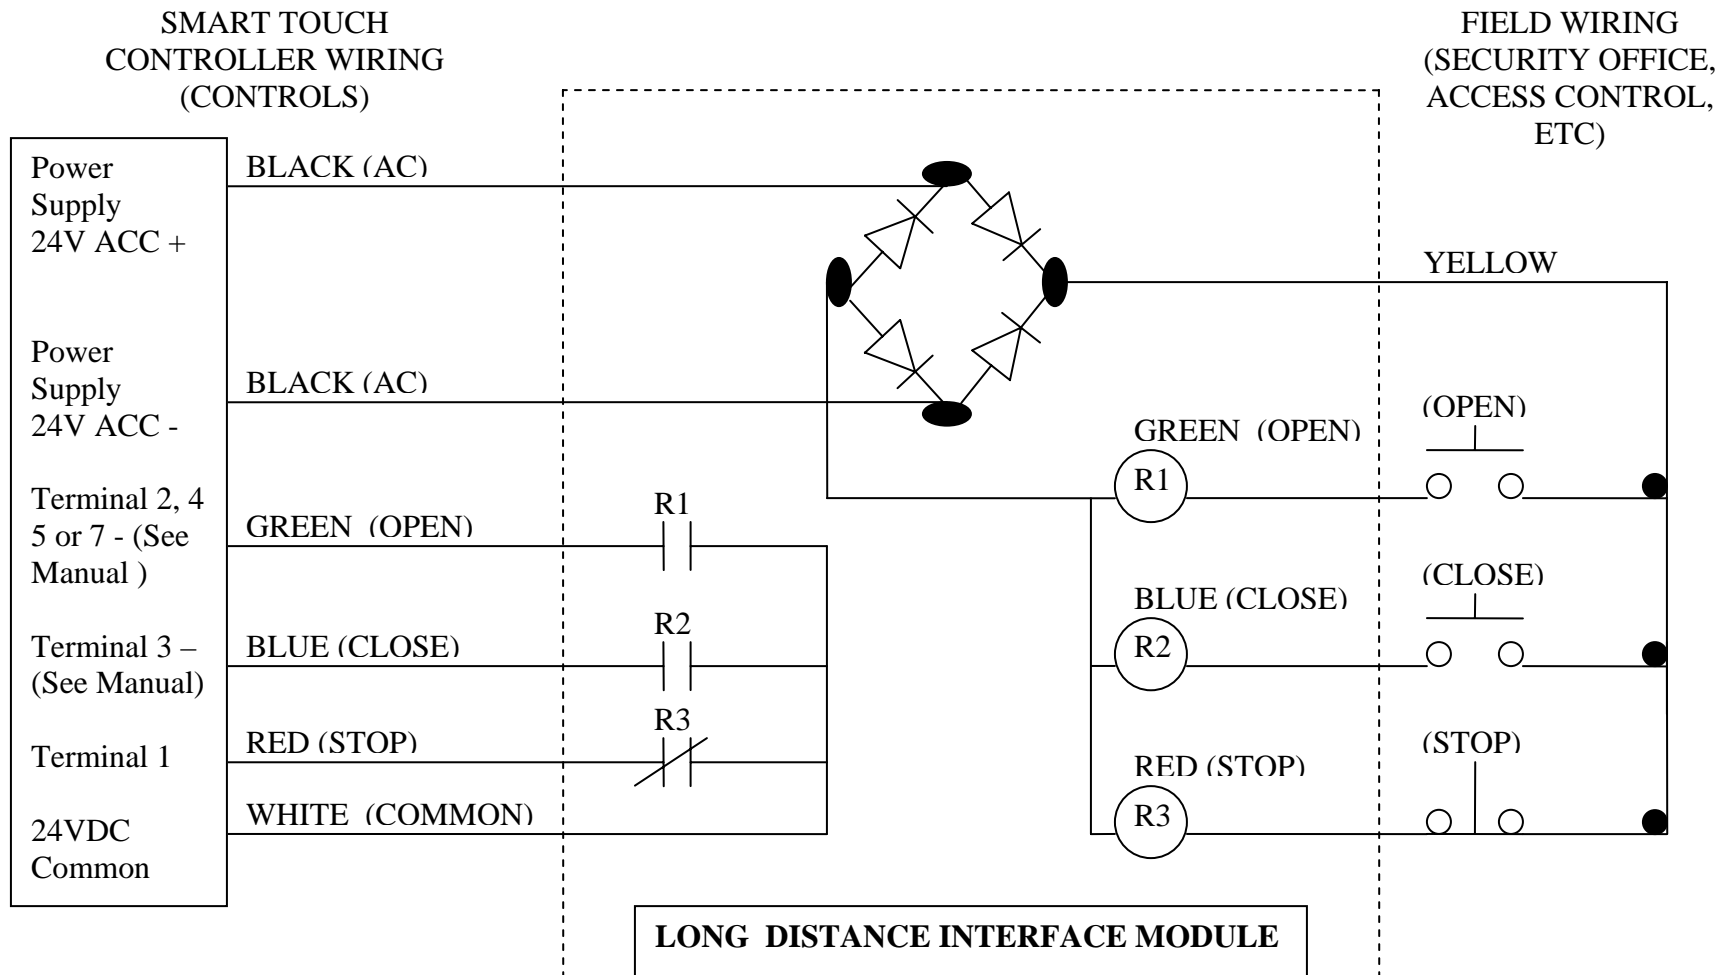 SMART TOUCH
CONTROLLER WIRING
(CONTROLS)
FIELD WIRING
(SECURITY OFFICE,
ACCESS CONTROL,
ETC)
Power
Supply
24V ACC +
BLACK (AC)
YELLOW
Power
Supply
24V ACC -
BLACK (AC)
GREEN (OPEN)
R1
(OPEN)
Terminal 2, 4
5 or 7 - (See
Manual )
GREEN (OPEN)
R1
BLUE (CLOSE)
R2
(CLOSE)
Terminal 3 –
(See Manual)
BLUE (CLOSE)
R2
Terminal 1
RED (STOP)
R3
RED (STOP)
R3
(STOP)
24VDC
Common
WHITE (COMMON)
LONG DISTANCE INTERFACE MODULE